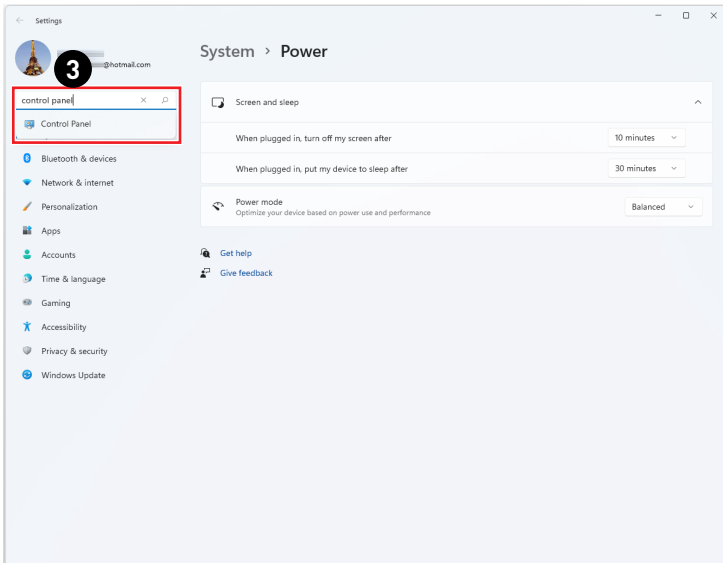 Settings
System > Power
3
@hotmail.com
control panel
Control Panel
Bluetooth & devices
Network & internet
Personalization
Apps
Accounts
Time & language
Gaming
Accessibility
Privacy & security
Windows Update
Screen and sleep
When plugged in, turn off my screen after 10 minutes
When plugged in, put my device to sleep after 30 minutes
Power mode
Optimize your device based on power use and performance
Balanced
Get help
Give feedback